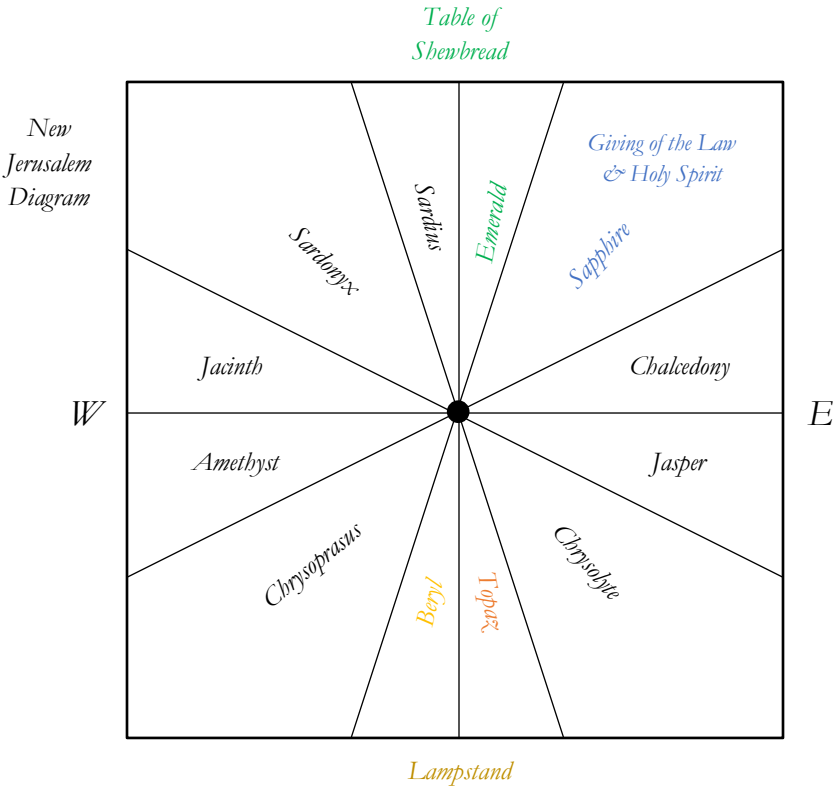 Table of
Shewbread
New
Jerusalem
Diagram
Giving of the Law
& Holy Spirit
Sardius
Emerald
Sardonyx
Sapphire
Jacinth
Chalcedony
W
E
Amethyst
Jasper
Chrysoprasus
Chrysolyte
Beryl
Topaz
Lampstand